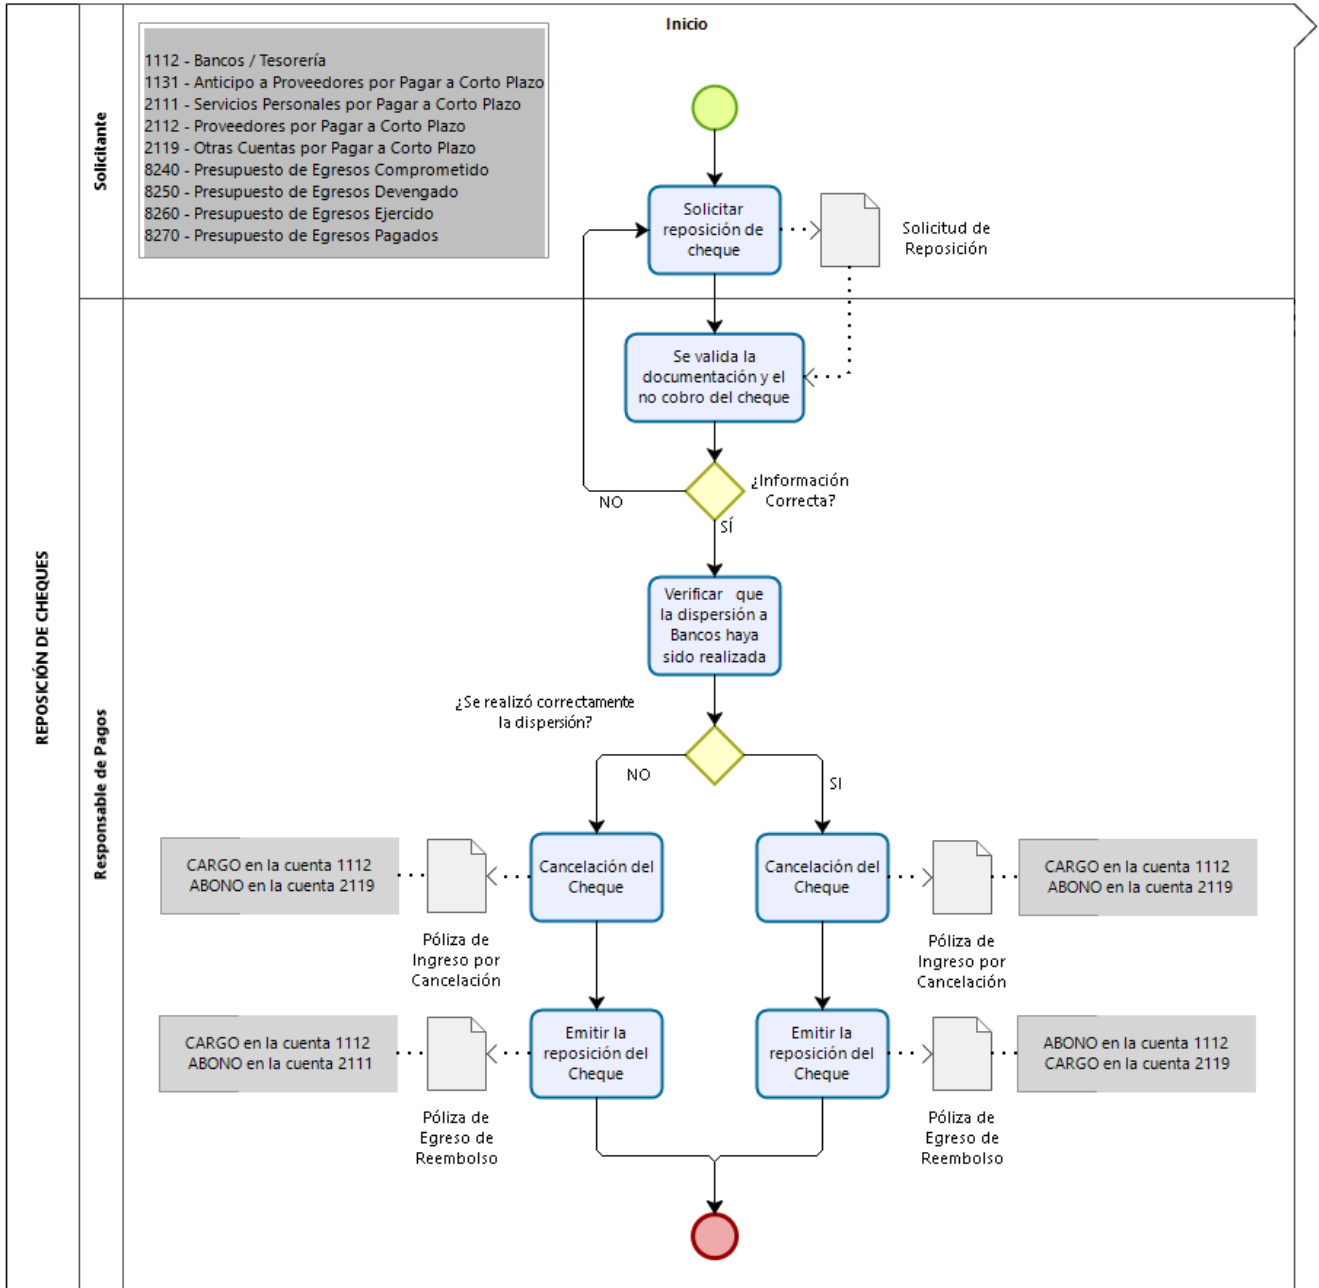 Inicio
REPOSICIÓN DE CHEQUES
Solicitante
1112 - Bancos / Tesorería
1131 - Anticipo a Proveedores por Pagar a Corto Plazo
2111 - Servicios Personales por Pagar a Corto Plazo
2112 - Proveedores por Pagar a Corto Plazo
2119 - Otras Cuentas por Pagar a Corto Plazo
8240 - Presupuesto de Egresos Comprometido
8250 - Presupuesto de Egresos Devengado
8260 - Presupuesto de Egresos Ejercido
8270 - Presupuesto de Egresos Pagados
Solicitar
reposición de
cheque
Solicitud de
Reposición
Responsable de Pagos
Se valida la
documentación y el
no cobro del cheque
¿Información
Correcta?
NO
SÍ
Verificar que
la dispersión a
Bancos haya
sido realizada
¿Se realizó correctamente
la dispersión?
NO
SI
CARGO en la cuenta 1112
ABONO en la cuenta 2119
Póliza de
Ingreso por
Cancelación
Cancelación del
Cheque
Cancelación del
Cheque
Póliza de
Ingreso por
Cancelación
CARGO en la cuenta 1112
ABONO en la cuenta 2119
CARGO en la cuenta 1112
ABONO en la cuenta 2111
Póliza de
Egreso de
Reembolso
Emitir la
reposición del
Cheque
Emitir la
reposición del
Cheque
Póliza de
Egreso de
Reembolso
ABONO en la cuenta 1112
CARGO en la cuenta 2119